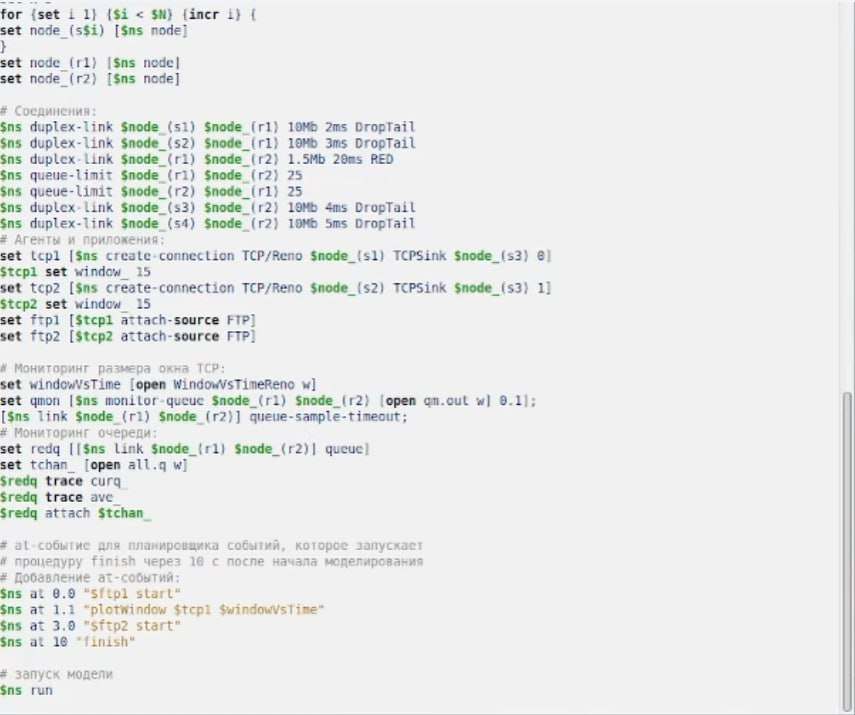 for {set i 1} {$i < $N} {incr i} {
set node_(s$i) [$ns node]
}
set node_(r1) [$ns node]
set node_(r2) [$ns node]
# Соединения:
$ns duplex-link $node_(s1) $node_(r1) 10Mb 2ms DropTail
$ns duplex-link $node_(s2) $node_(r1) 10Mb 3ms DropTail
$ns duplex-link $node_(r1) $node_(r2) 1.5Mb 20ms RED
$ns queue-limit $node_(r1) $node_(r2) 25
$ns queue-limit $node_(r2) $node_(r1) 25
$ns duplex-link $node_(s3) $node_(r2) 10Mb 4ms DropTail
$ns duplex-link $node_(s4) $node_(r2) 10Mb 5ms DropTail
# Агенты и приложения:
set tcp1 [$ns create-connection TCP/Reno $node_(s1) TCPSink $node_(s3) 0]
$tcp1 set window_ 15
set tcp2 [$ns create-connection TCP/Reno $node_(s2) TCPSink $node_(s3) 1]
$tcp2 set window_ 15
set ftp1 [$tcp1 attach-source FTP]
set ftp2 [$tcp2 attach-source FTP]
# Мониторинг размера окна TCP:
set windowVsTime [open WindowVsTimeReno w]
set qmon [$ns monitor-queue $node_(r1) $node_(r2) [open qm.out w] 0.1];
[$ns link $node_(r1) $node_(r2)] queue-sample-timeout;
# Мониторинг очереди:
set redq [[$ns link $node_(r1) $node_(r2)] queue]
set tchan_ [open all.q w]
$redq trace curq_
$redq trace ave_
$redq attach $tchan_
# at-событие для планировщика событий, которое запускает
# процедуру finish через 10 с после начала моделирования
# Добавление at-событий:
$ns at 0.0 "$ftp1 start"
$ns at 1.1 "plotWindow $tcp1 $windowVsTime"
$ns at 3.0 "$ftp2 start"
$ns at 10 "finish"
# запуск модели
$ns run